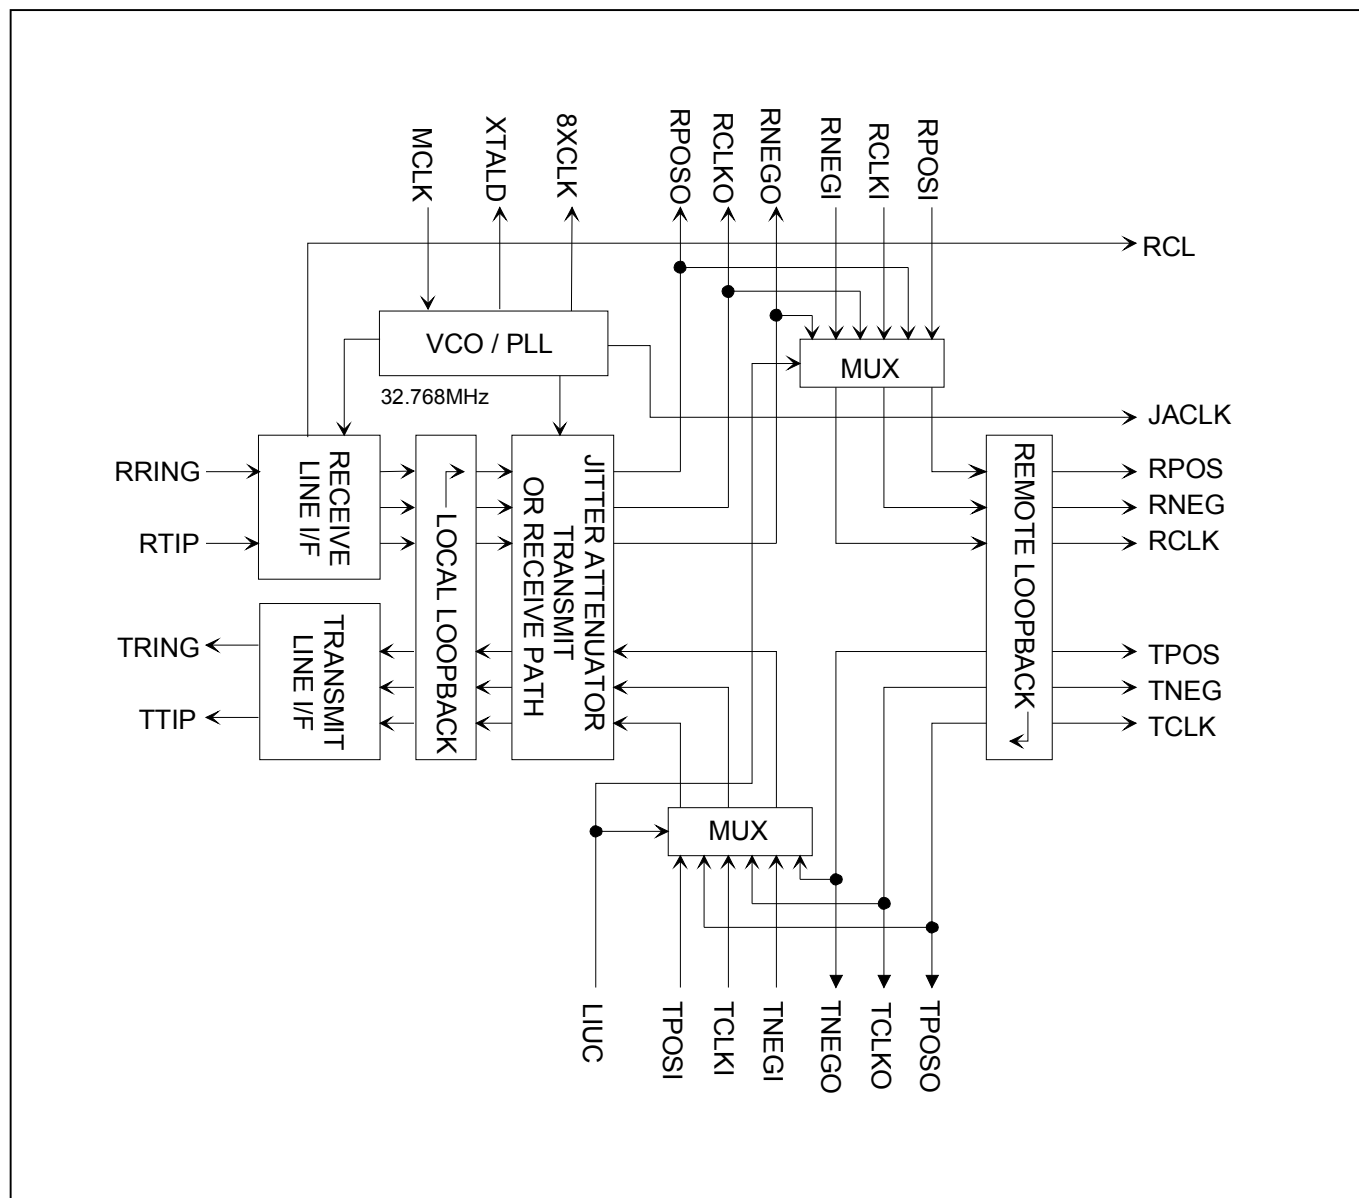 MCLK
XTALD
8XCLK
RPOSO
RCLKO
RNEGO
RNEGI
RCLKI
RPOSI
RCL
VCO / PLL
MUX
32.768MHz
JACLK
RRING
RTIP
RECEIVE
LINE I/F
LOCAL LOOPBACK
JITTER ATTENUATOR
TRANSMIT
OR RECEIVE PATH
REMOTE LOOPBACK
RPOS
RNEG
RCLK
TRING
TTIP
TRANSMIT
LINE I/F
TPOS
TNEG
TCLK
MUX
LIUC
TPOSI
TCLKI
TNEGI
TNEGO
TCLKO
TPOSO